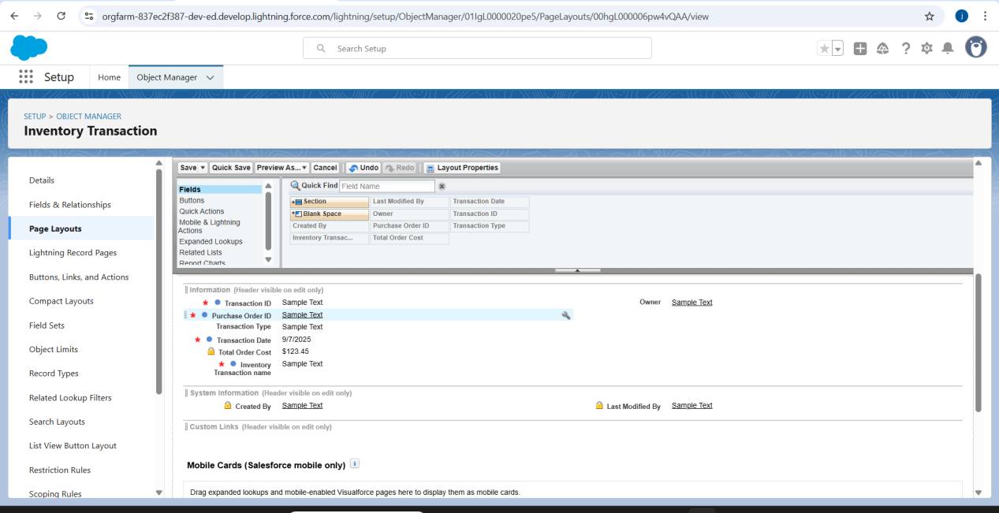 orgfarm-837ec2f387-dev-ed.develop.lightning.force.com/lightning/setup/ObjectManager/01IgL0000020pe5/PageLayouts/00hgL000006pw4vQAA/view
i
Search Setup
Setup
Home
Object Manager
SETUP > OBJECT MANAGER
Inventory Transaction
Details
Fields & Relationships
Page Layouts
Lightning Record Pages
Buttons, Links, and Actions
Compact Layouts
Field Sets
Object Limits
Record Types
Related Lookup Filters
Search Layouts
List View Button Layout
Restriction Rules
Scoping Rules
Save Quick Save Preview As... Cancel Undo Redo Layout Properties
Fields
Buttons
Quick Actions
Mobile & Lightning
Actions
Expanded Lookups
Related Lists
Report Charts
Quick Find Field Name
Section Last Modified By Transaction Date
Blank Space Owner Transaction ID
Created By Purchase Order ID Transaction Type
Inventory Transac... Total Order Cost
Information (Header visible on edit only)
* Transaction ID Sample Text Owner Sample Text
* Purchase Order ID Sample Text
Transaction Type Sample Text
* Transaction Date 9/7/2025
Total Order Cost $123.45
* Inventory Sample Text
Transaction name
System Information (Header visible on edit only)
Created By Sample Text Last Modified By Sample Text
Custom Links (Header visible on edit only)
Mobile Cards (Salesforce mobile only) i
Drag expanded lookups and mobile-enabled Visualforce pages here to display them as mobile cards.